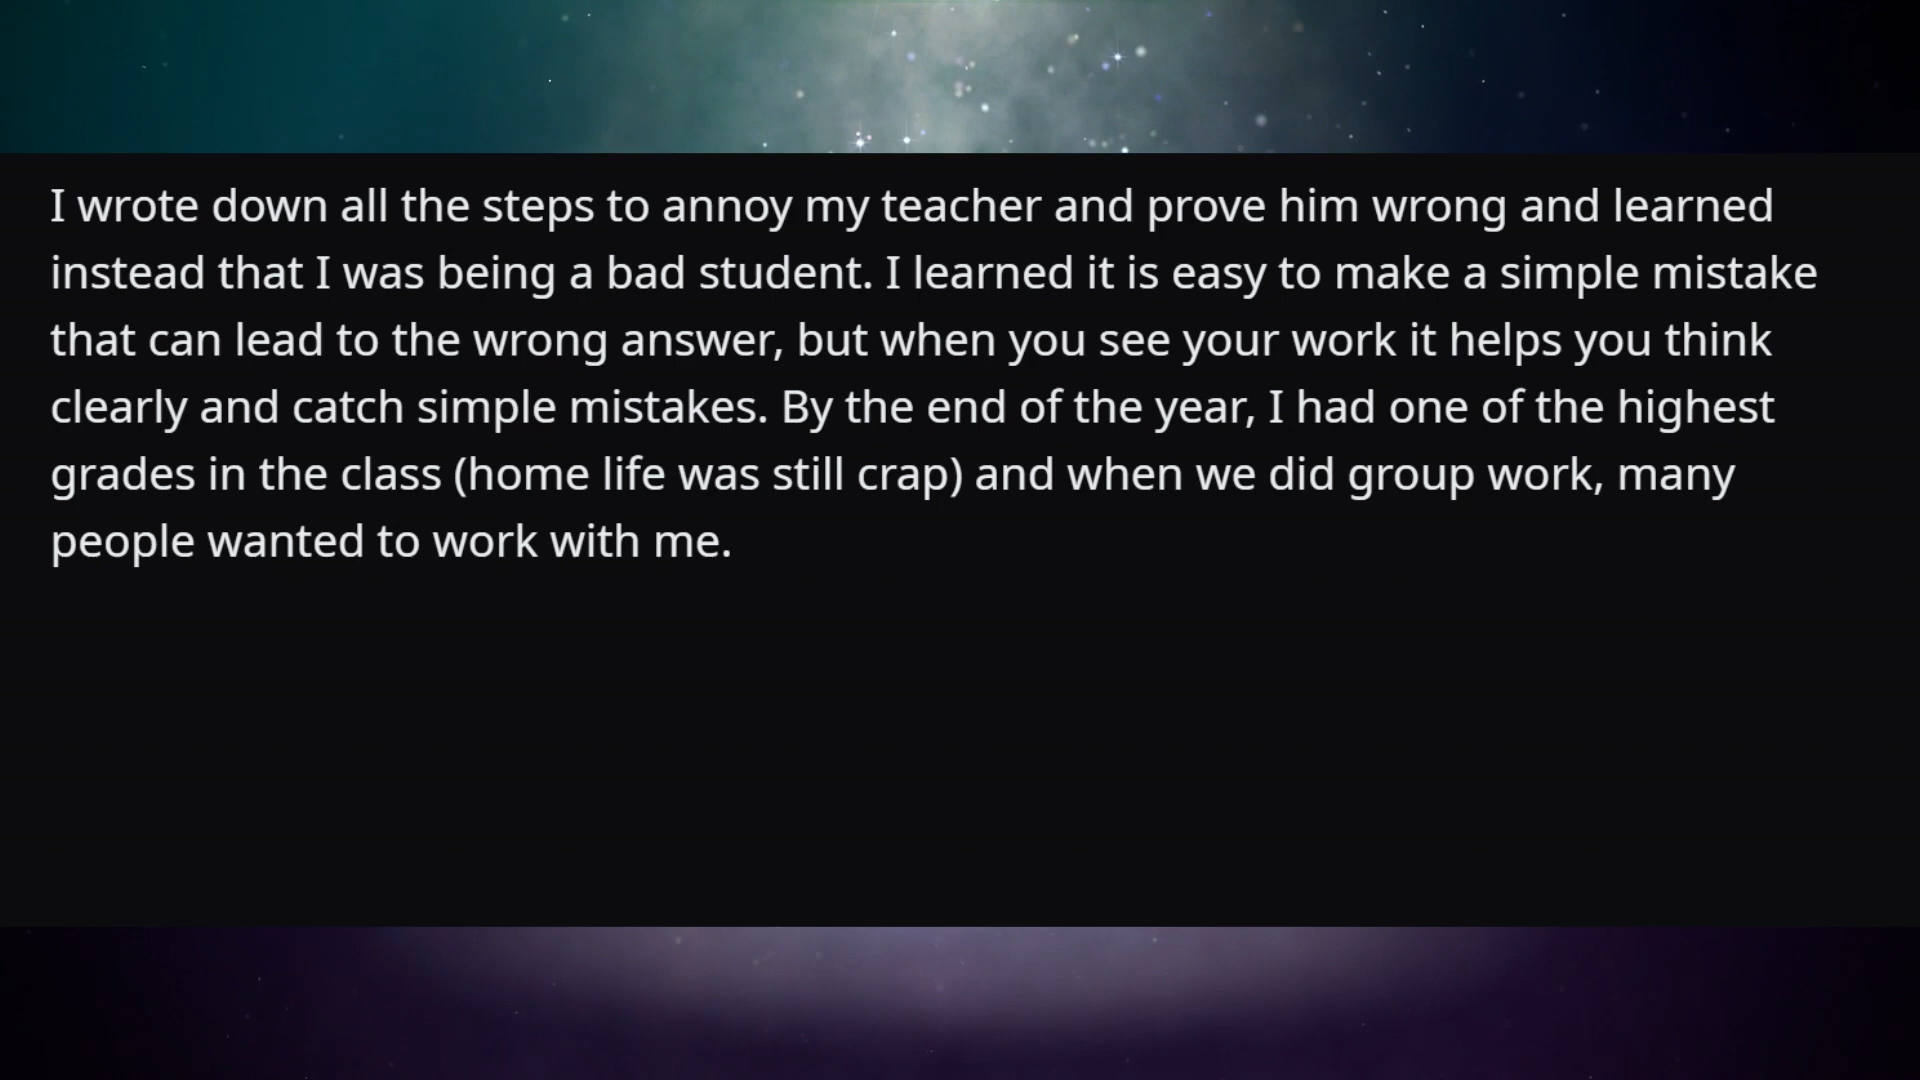 I wrote down all the steps to annoy my teacher and prove him wrong and learned
instead that I was being a bad student. I learned it is easy to make a simple mistake
that can lead to the wrong answer, but when you see your work it helps you think
clearly and catch simple mistakes. By the end of the year, I had one of the highest
grades in the class (home life was still crap) and when we did group work, many
people wanted to work with me.